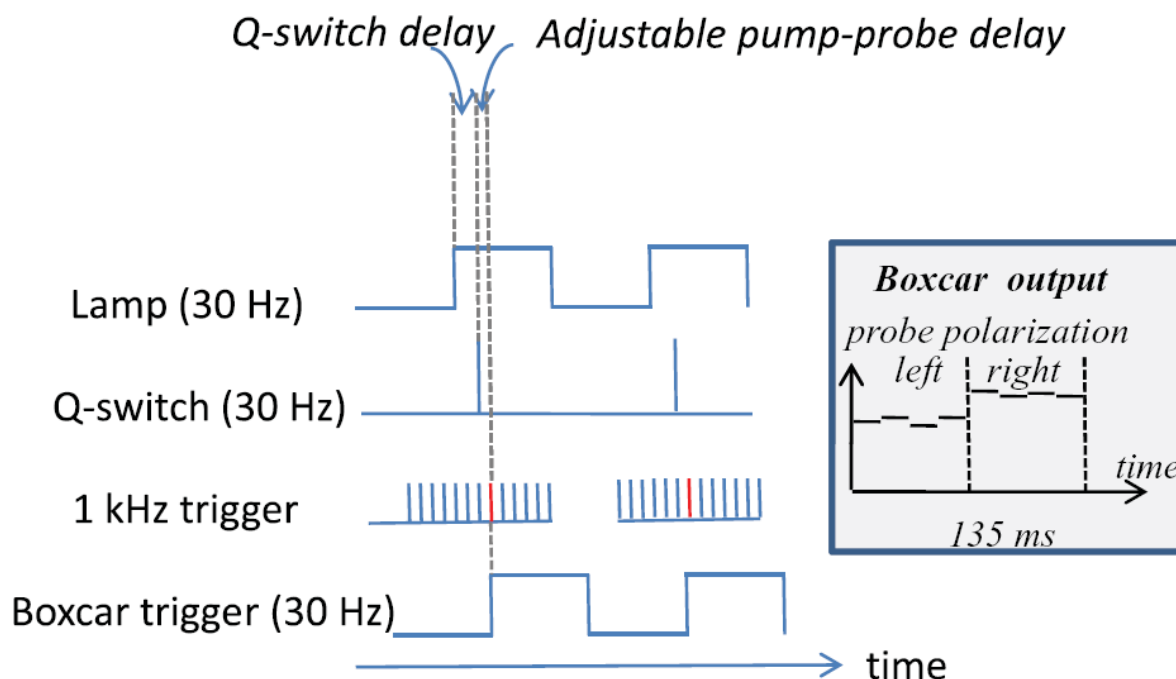 Q-switch delay
Adjustable pump-probe delay
Lamp (30 Hz)
Q-switch (30 Hz)
1 kHz trigger
Boxcar trigger (30 Hz)
time
Boxcar output
probe polarization
left
right
time
135 ms